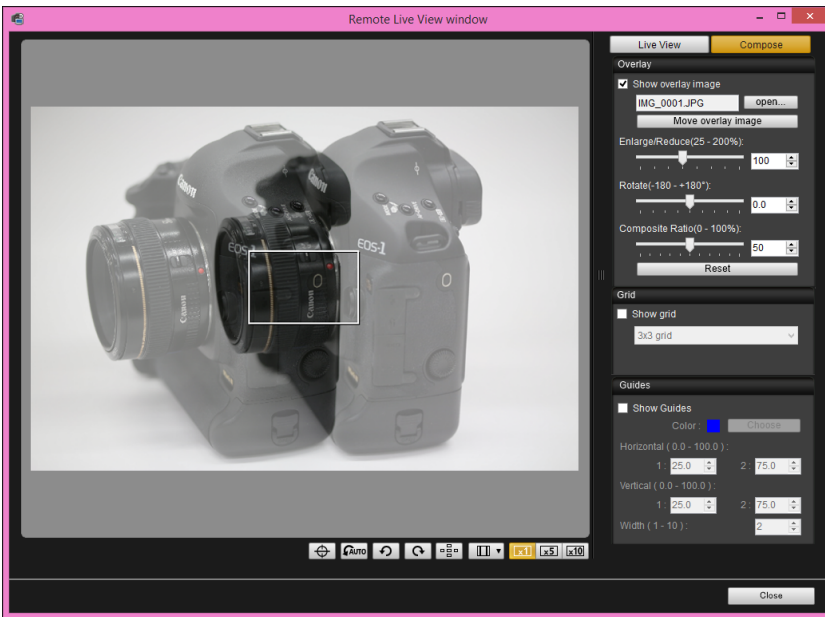 Remote Live View window
Live View Compose
Overlay
Show overlay image
IMG_0001.JPG open...
Move overlay image
Enlarge/Reduce(25 - 200%):
100
Rotate(-180 - +180°):
0.0
Composite Ratio(0 - 100%):
50
Reset
Grid
Show grid
3x3 grid
Guides
Show Guides
Color : Choose
Horizontal ( 0.0 - 100.0 ) :
1 : 25.0 2 : 75.0
Vertical ( 0.0 - 100.0 ) :
1 : 25.0 2 : 75.0
Width ( 1 - 10 ) : 2
Canon
Canon
EOS-1
EOS-1
Canon
Canon
AUTO x1 x5 x10
Close